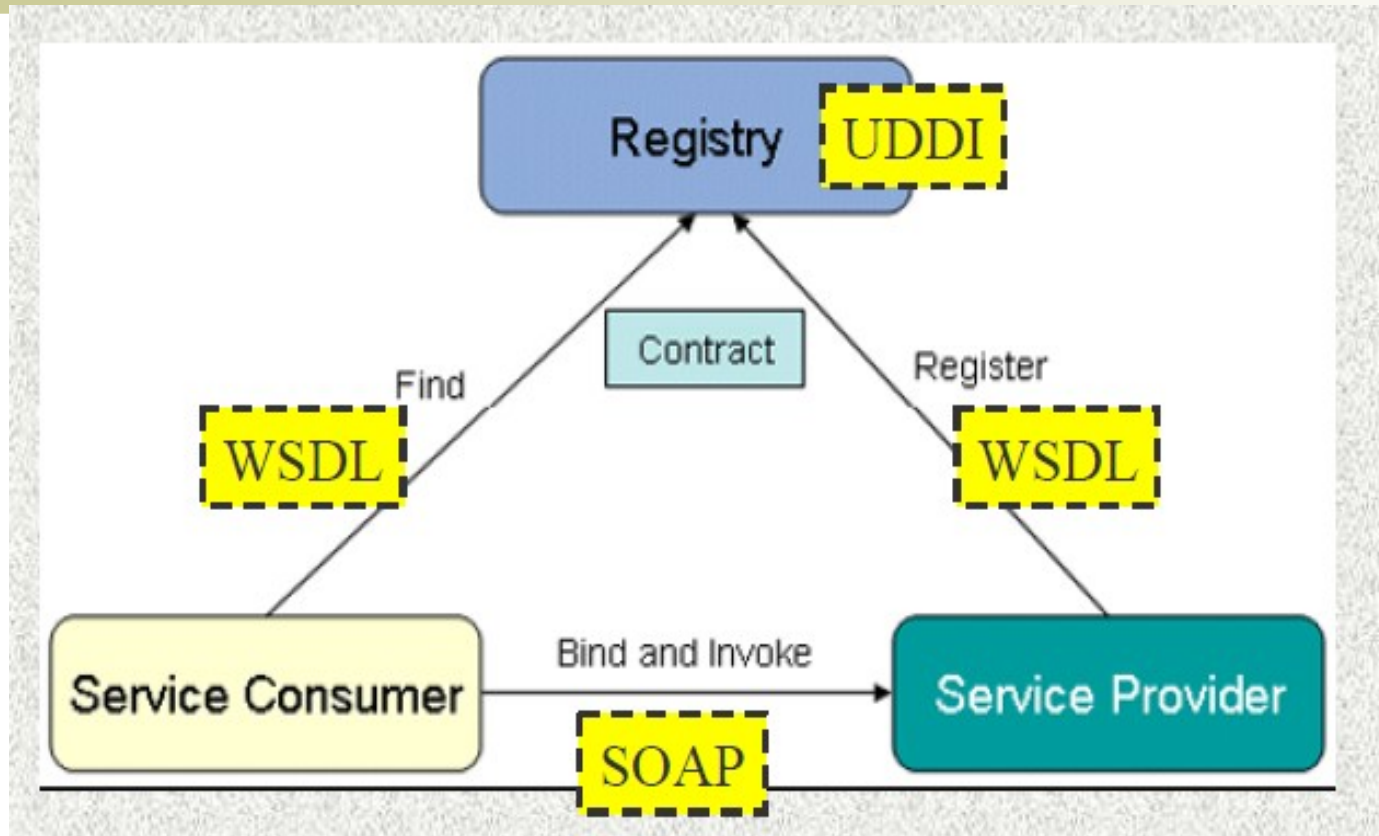 Registry
UDDI
Contract
Find
Register
WSDL
WSDL
Bind and Invoke
Service Consumer
Service Provider
SOAP